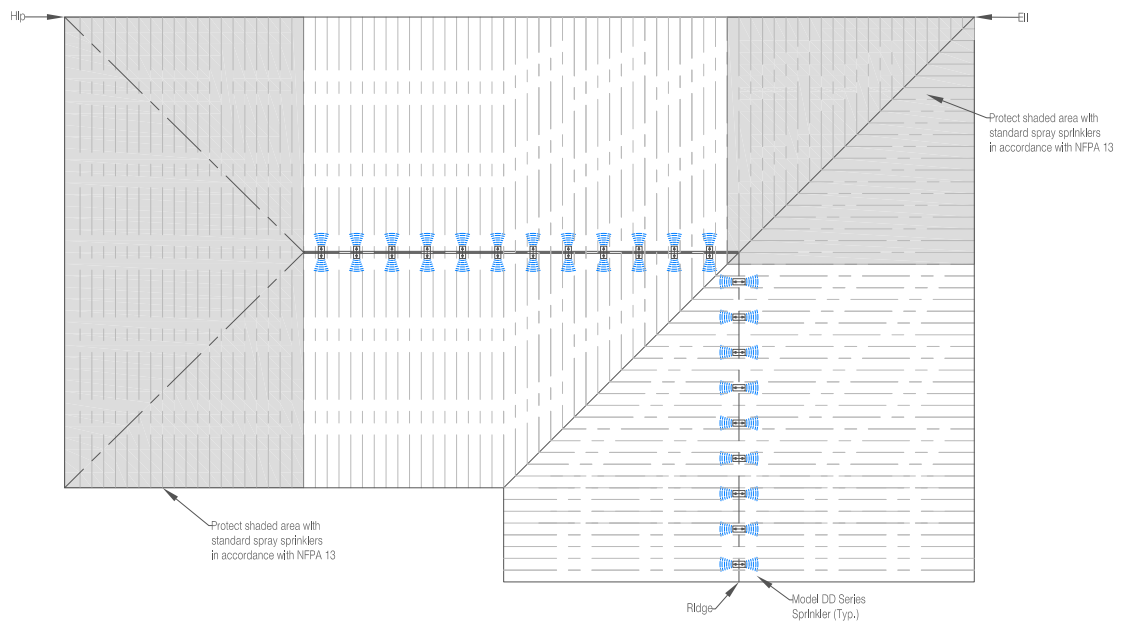 Hip
Ell
Protect shaded area with
standard spray sprinklers
in accordance with NFPA 13
Protect shaded area with
standard spray sprinklers
in accordance with NFPA 13
Ridge
Model DD Series
Sprinkler (Typ.)